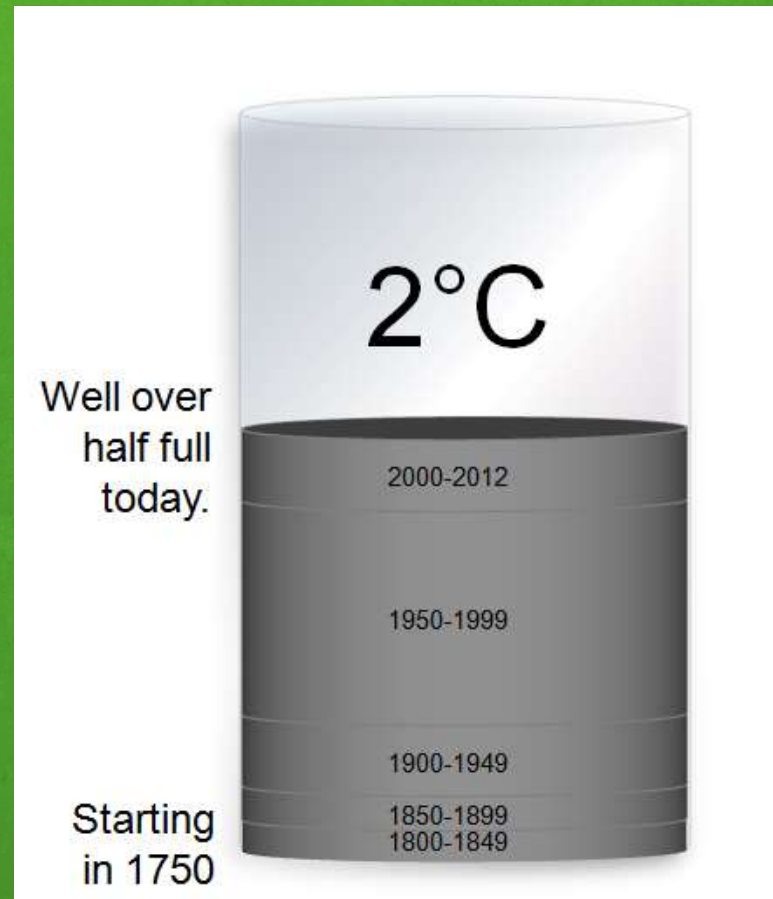 2°C
Well over
half full
today.
2000-2012
1950-1999
1900-1949
1850-1899
1800-1849
Starting
in 1750